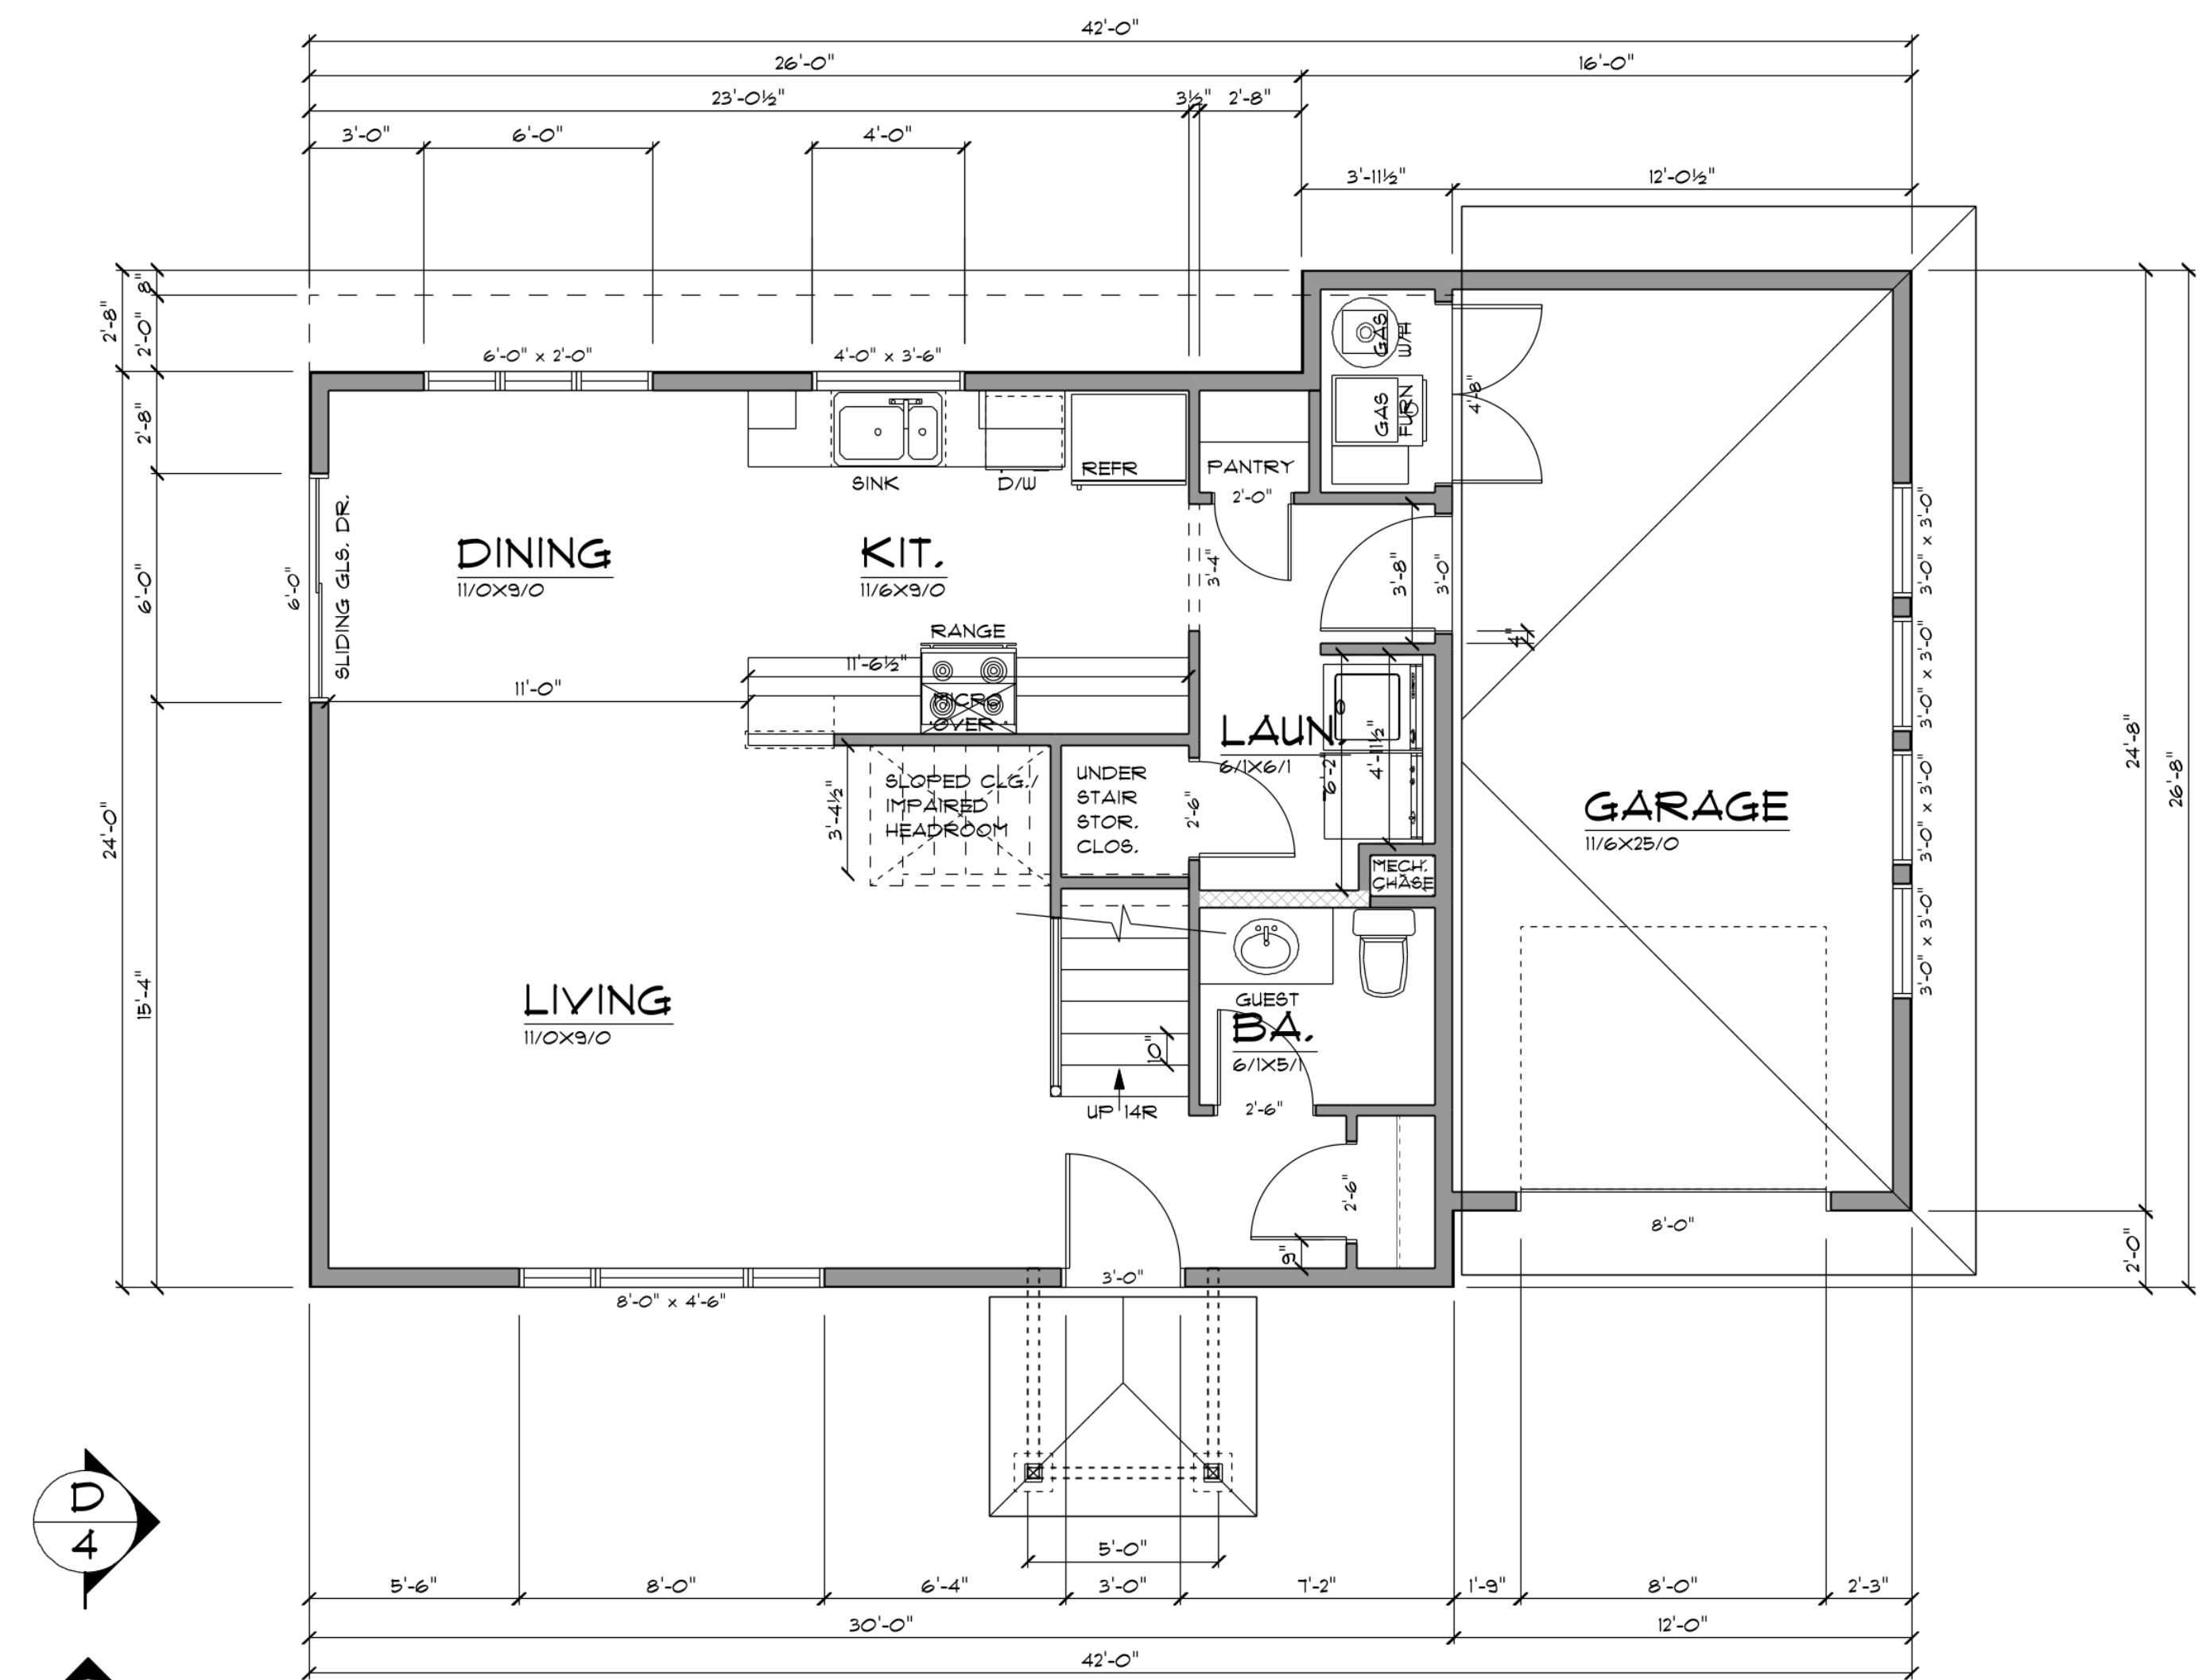 42'-0"
26'-0"
16'-0"
23'-0½"
3½"
2'-8"
3'-0"
6'-0"
4'-0"
3'-11½"
12'-0½"
8"
2'-8"
2'-0"
6'-0" x 2'-0"
4'-0" x 3'-6"
GAS
W/H
4'-8"
GAS
FURN
2'-8"
SINK
D/W
REFR
PANTRY
2'-0"
SLIDING GLS. DR.
6'-0"
6'-0"
DINING
11/0X9/0
KIT.
11/6X9/0
3'-4"
3'-8"
3'-0"
3'-0" x 3'-0"
4"
RANGE
11'-6½"
MICRO
OVER
11'-0"
3'-0" x 3'-0"
LAUN.
6/1X6/1
6'-2"
4'-11½"
24'-8"
26'-8"
24'-0"
3'-4½"
SLOPED CLG./
IMPAIRED
HEADROOM
UNDER
STAIR
STOR.
CLOS.
2'-6"
GARAGE
11/6X25/0
3'-0" x 3'-0"
MECH.
CHASE
3'-0" x 3'-0"
15'-4"
LIVING
11/0X9/0
GUEST
BA.
6/1X5/1
10"
UP 14R
2'-6"
2'-6"
9"
8'-0"
2'-0"
3'-0"
8'-0" x 4'-6"
D
4
5'-0"
5'-6"
8'-0"
6'-4"
3'-0"
7'-2"
1'-9"
8'-0"
2'-3"
30'-0"
12'-0"
42'-0"